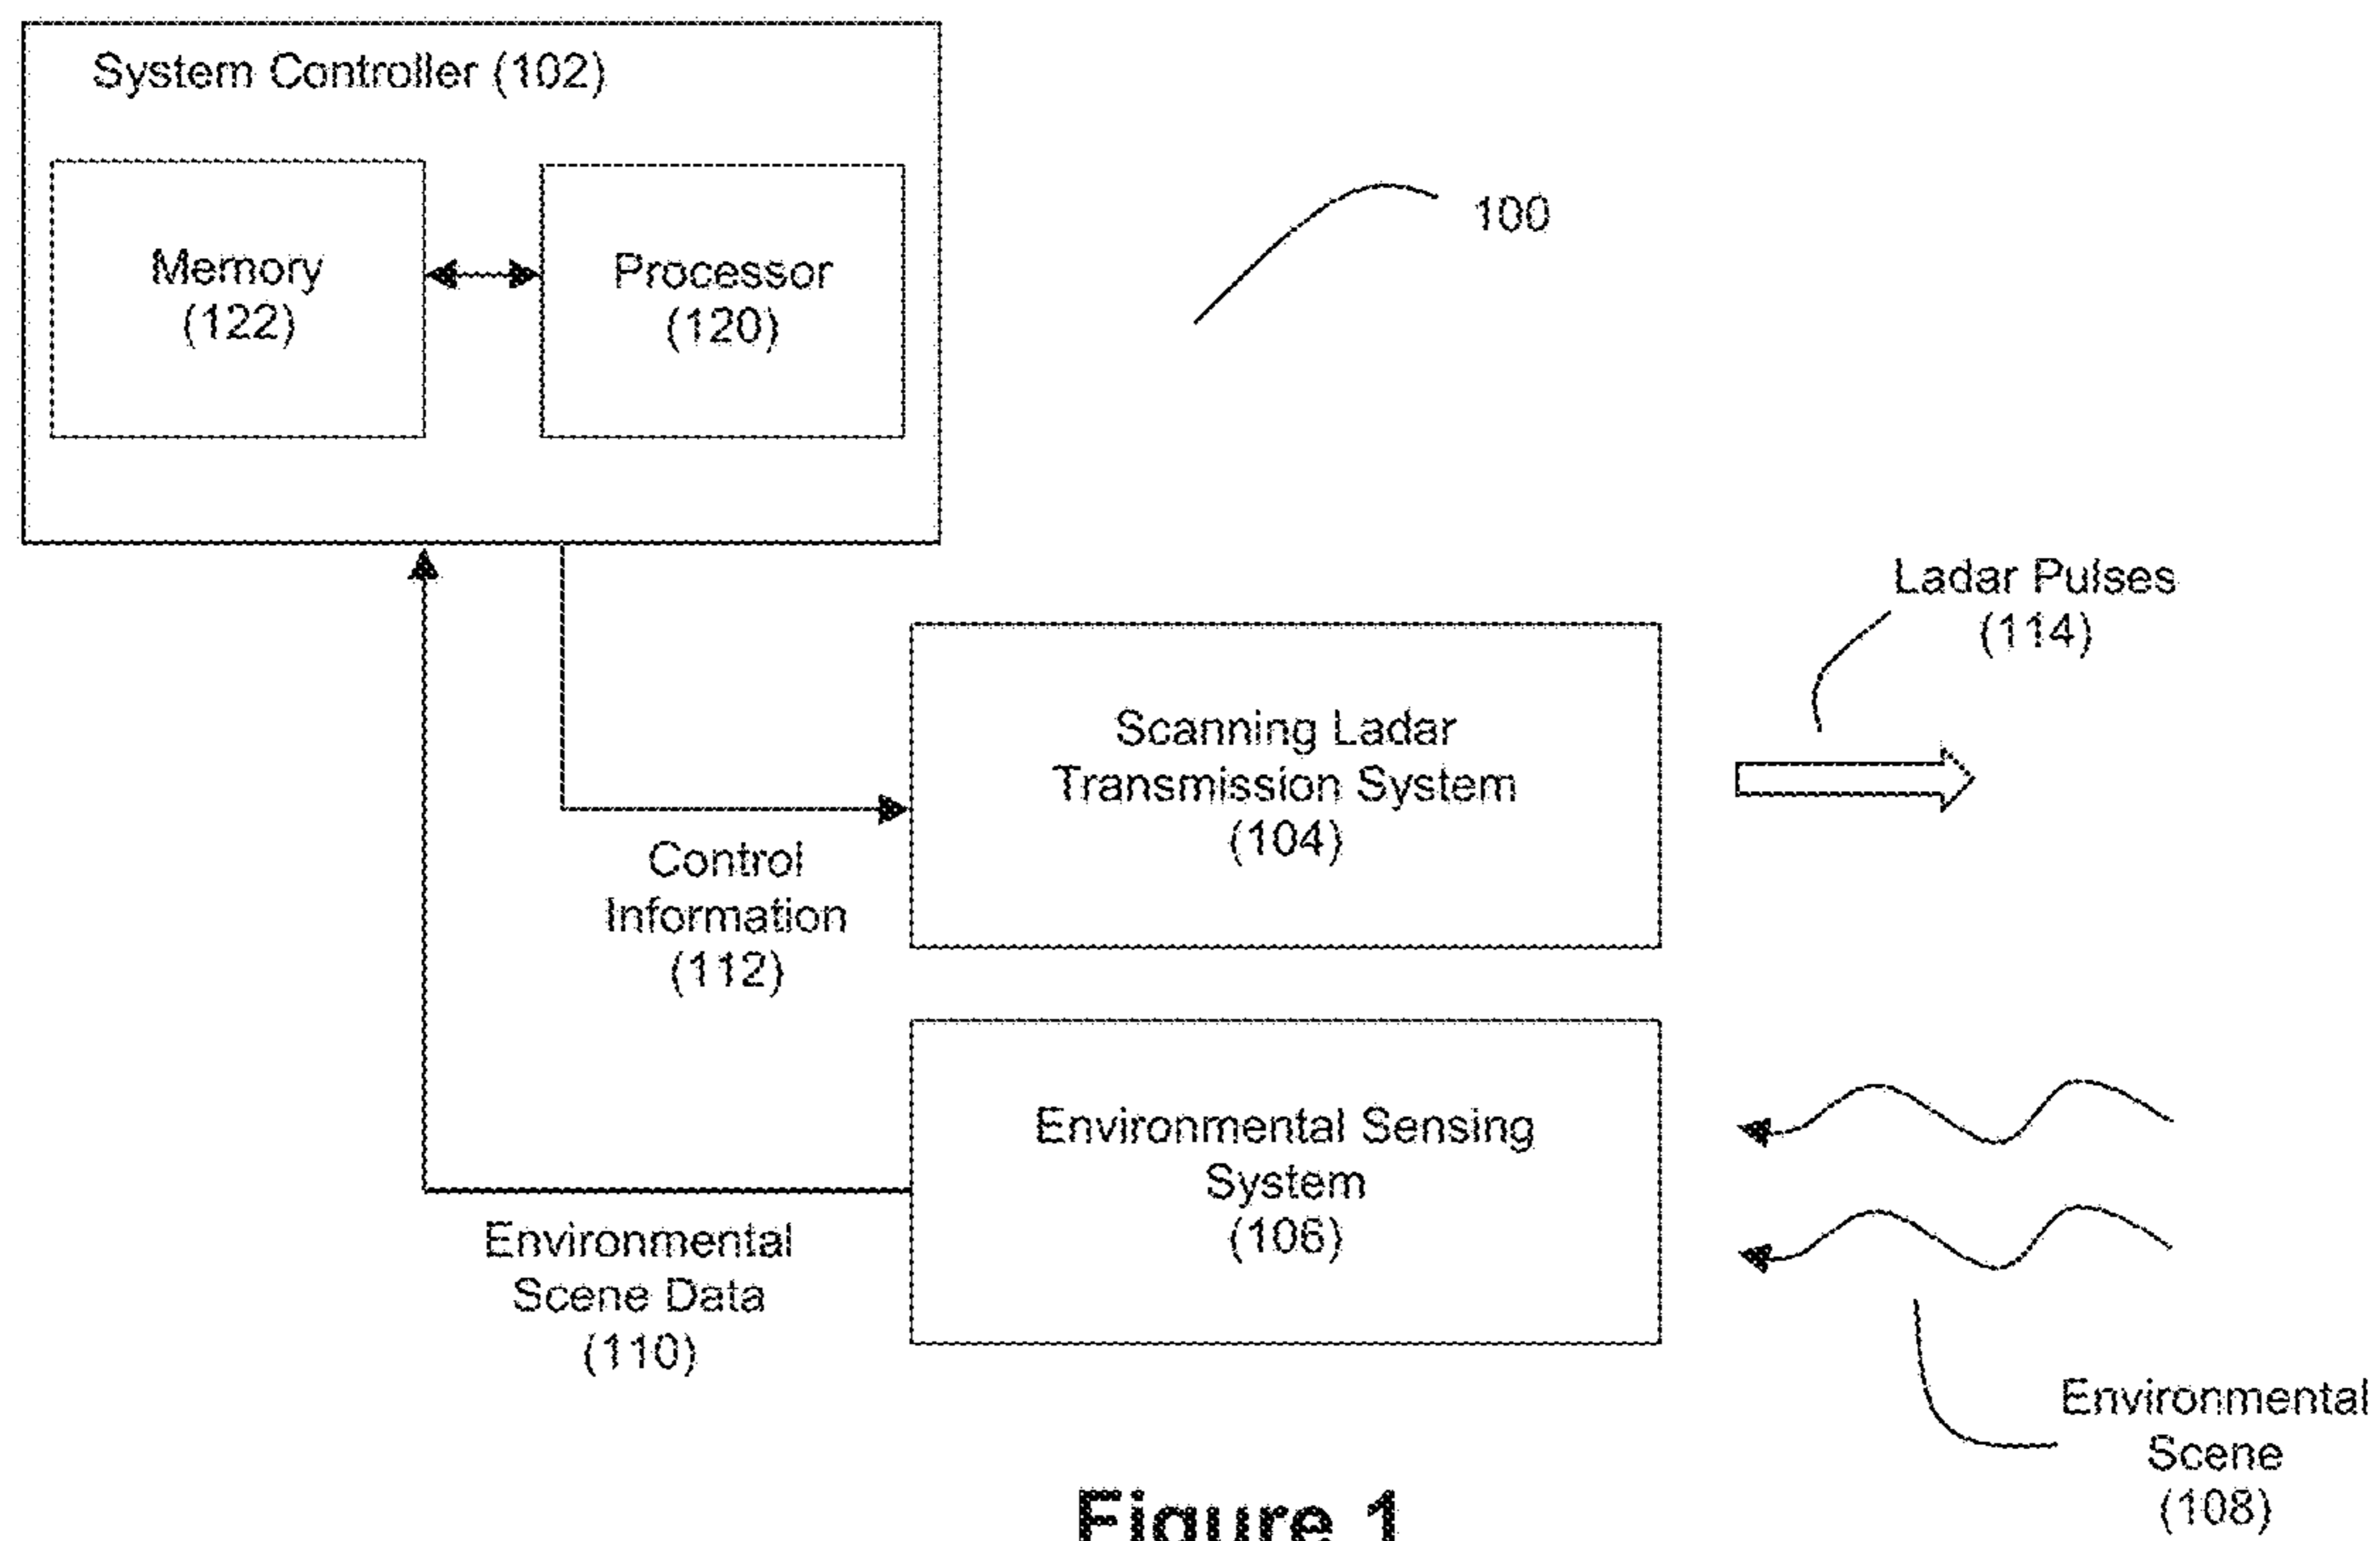 System Controller (102)
Memory
(122)
Processor
(120)
100
Ladar Pulses
(114)
Scanning Ladar
Transmission System
(104)
Control
Information
(112)
Environmental Sensing
System
(106)
Environmental
Scene Data
(110)
Environmental
Scene
(108)
Figure 1